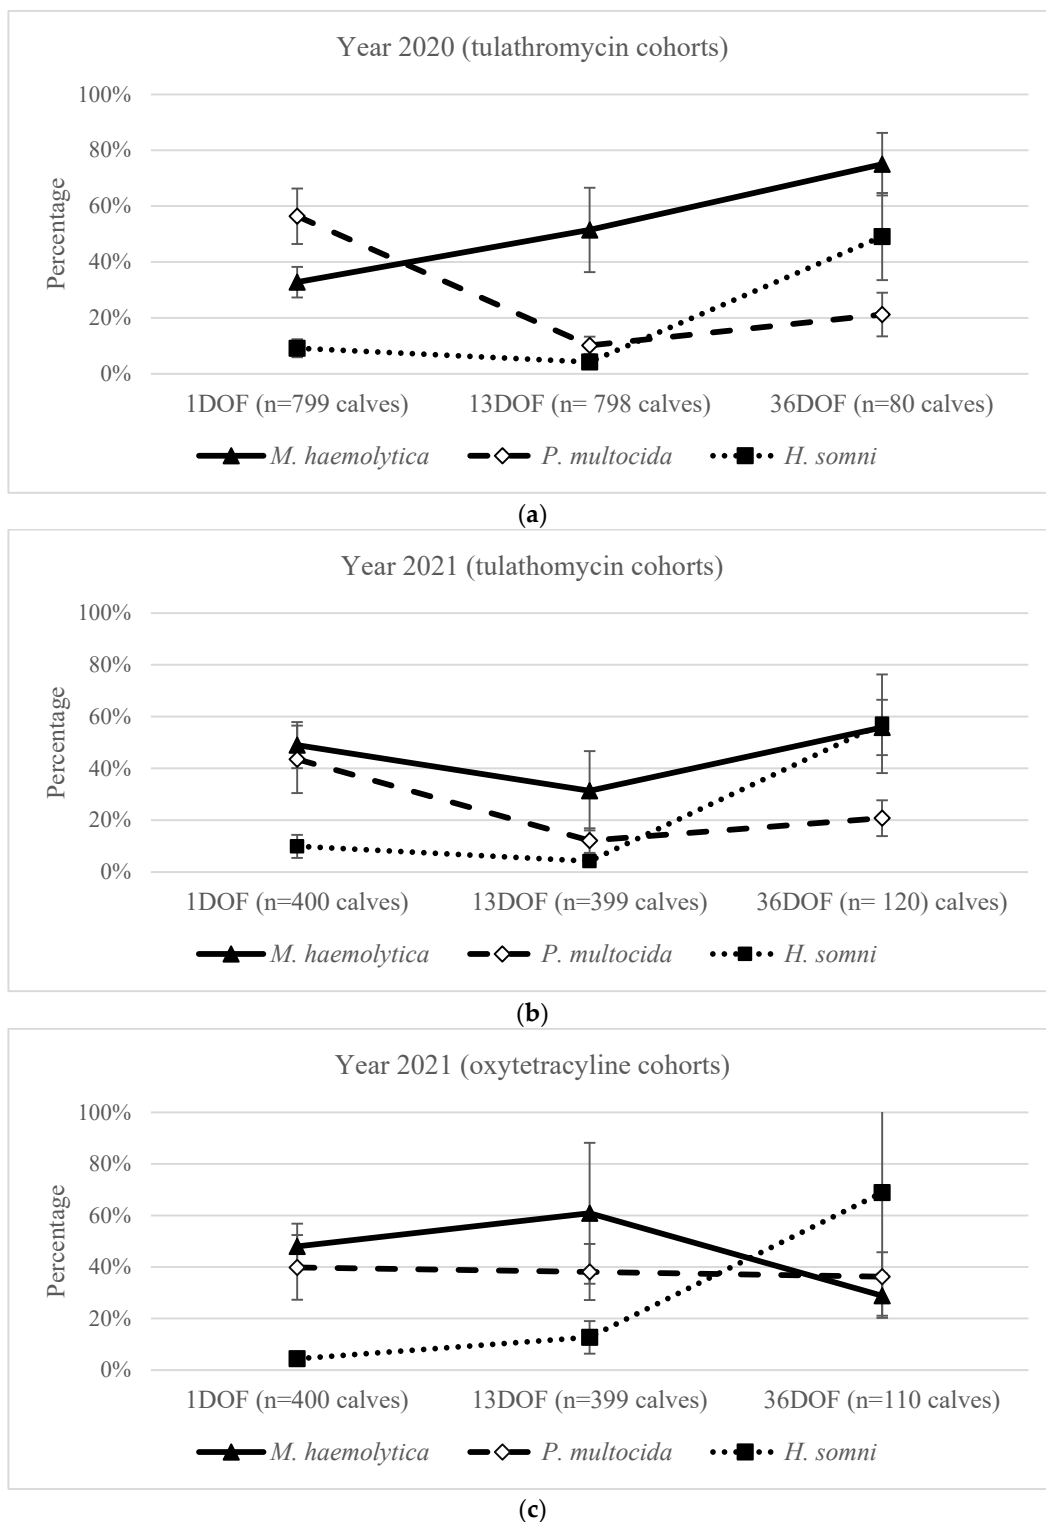 Year 2020 (tulathromycin cohorts)
100%
80%
60%
40%
20%
0%
Percentage
1DOF (n=799 calves) 13DOF (n= 798 calves) 36DOF (n=80 calves)
M. haemolytica P. multocida H. somni
(a)
Year 2021 (tulathomycin cohorts)
100%
80%
60%
40%
20%
0%
Percentage
1DOF (n=400 calves) 13DOF (n=399 calves) 36DOF (n= 120) calves)
M. haemolytica P. multocida H. somni
(b)
Year 2021 (oxytetracyline cohorts)
100%
80%
60%
40%
20%
0%
Percentage
1DOF (n=400 calves) 13DOF (n=399 calves) 36DOF (n=110 calves)
M. haemolytica P. multocida H. somni
(c)